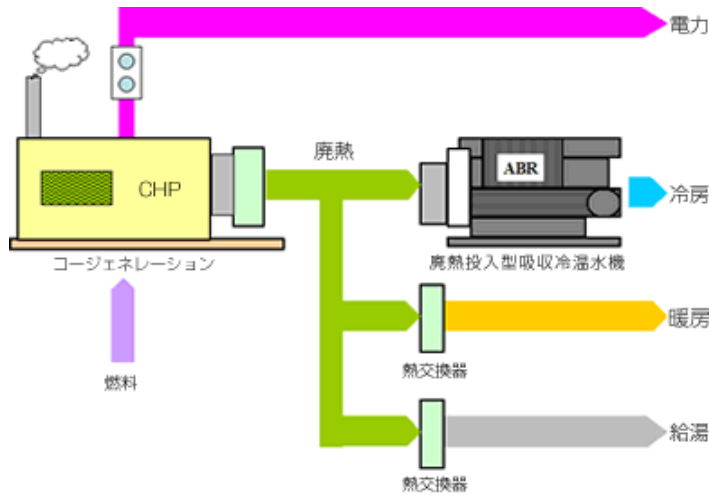 電力
廃熱
CHP
ABR
冷房
コージェネレーション
廃熱投入型吸収冷温水機
暖房
熱交換器
燃料
給湯
熱交換器